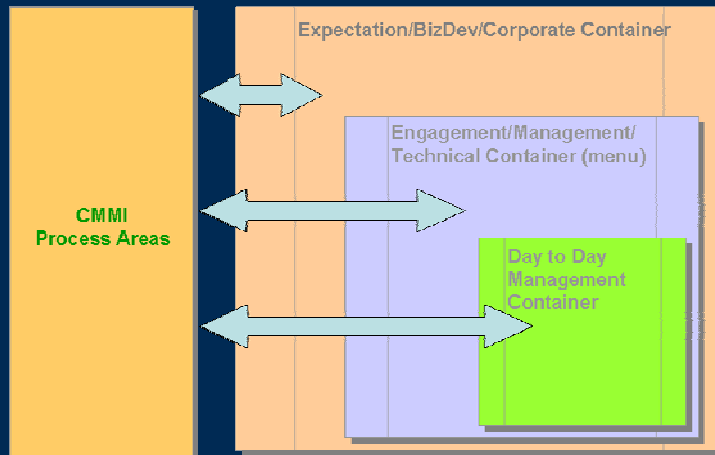 Expectation/BizDev/Corporate Container
Engagement/Management/
Technical Container (menu)
CMMI
Process Areas
Day to Day
Management
Container